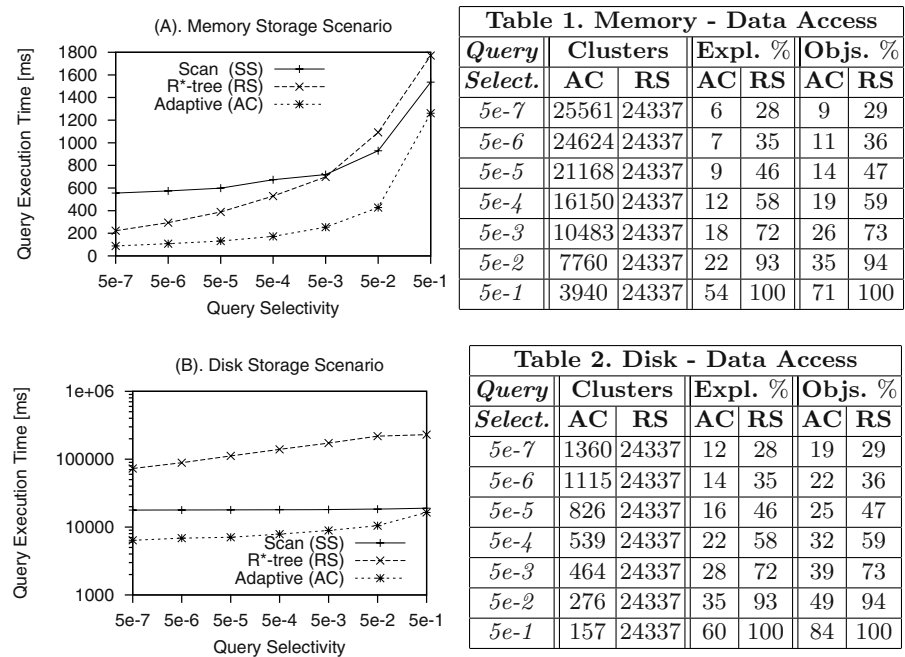 (A). Memory Storage Scenario
Query Execution Time [ms]
1800
1600
1400
1200
1000
800
600
400
200
0
Scan (SS)
R*-tree (RS)
Adaptive (AC)
5e-7 5e-6 5e-5 5e-4 5e-3 5e-2 5e-1
Query Selectivity
Table 1. Memory - Data Access
Query Clusters Expl. % Objs. %
Select. AC RS AC RS AC RS
5e-7 25561 24337 6 28 9 29
5e-6 24624 24337 7 35 11 36
5e-5 21168 24337 9 46 14 47
5e-4 16150 24337 12 58 19 59
5e-3 10483 24337 18 72 26 73
5e-2 7760 24337 22 93 35 94
5e-1 3940 24337 54 100 71 100
(B). Disk Storage Scenario
Query Execution Time [ms]
1e+06
100000
10000
1000
Scan (SS)
R*-tree (RS)
Adaptive (AC)
5e-7 5e-6 5e-5 5e-4 5e-3 5e-2 5e-1
Query Selectivity
Table 2. Disk - Data Access
Query Clusters Expl. % Objs. %
Select. AC RS AC RS AC RS
5e-7 1360 24337 12 28 19 29
5e-6 1115 24337 14 35 22 36
5e-5 826 24337 16 46 25 47
5e-4 539 24337 22 58 32 59
5e-3 464 24337 28 72 39 73
5e-2 276 24337 35 93 49 94
5e-1 157 24337 60 100 84 100